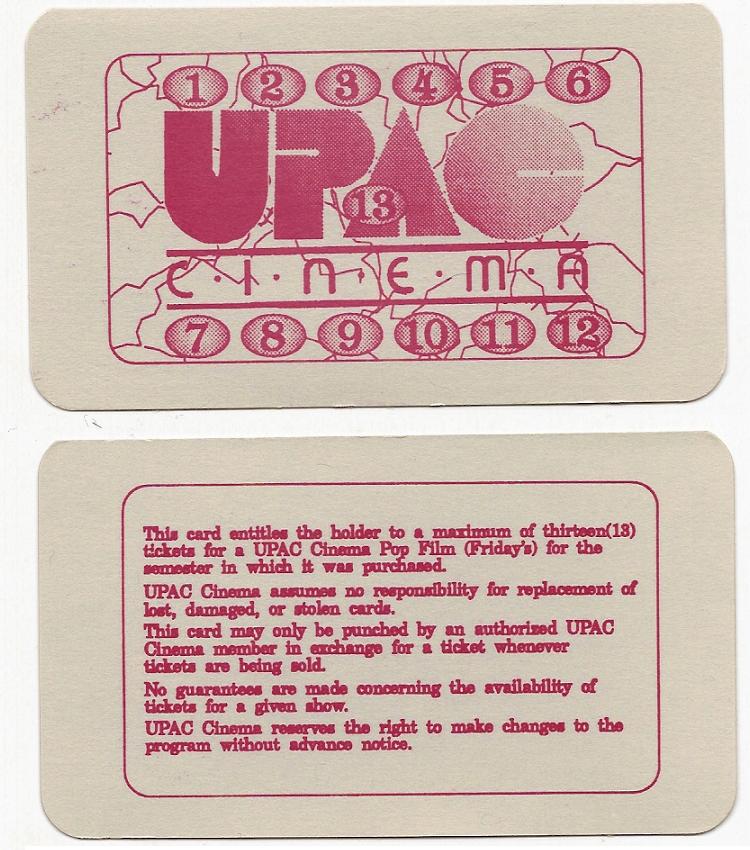 1 2 3 4 5 6
UPAC
13
C·I·N·E·M·A
7 8 9 10 11 12
This card entitles the holder to a maximum of thirteen(13)
tickets for a UPAC Cinema Pop Film (Friday's) for the
semester in which it was purchased.
UPAC Cinema assumes no responsibility for replacement of
lost, damaged, or stolen cards.
This card may only be punched by an authorized UPAC
Cinema member in exchange for a ticket whenever
tickets are being sold.
No guarantees are made concerning the availability of
tickets for a given show.
UPAC Cinema reserves the right to make changes to the
program without advance notice.